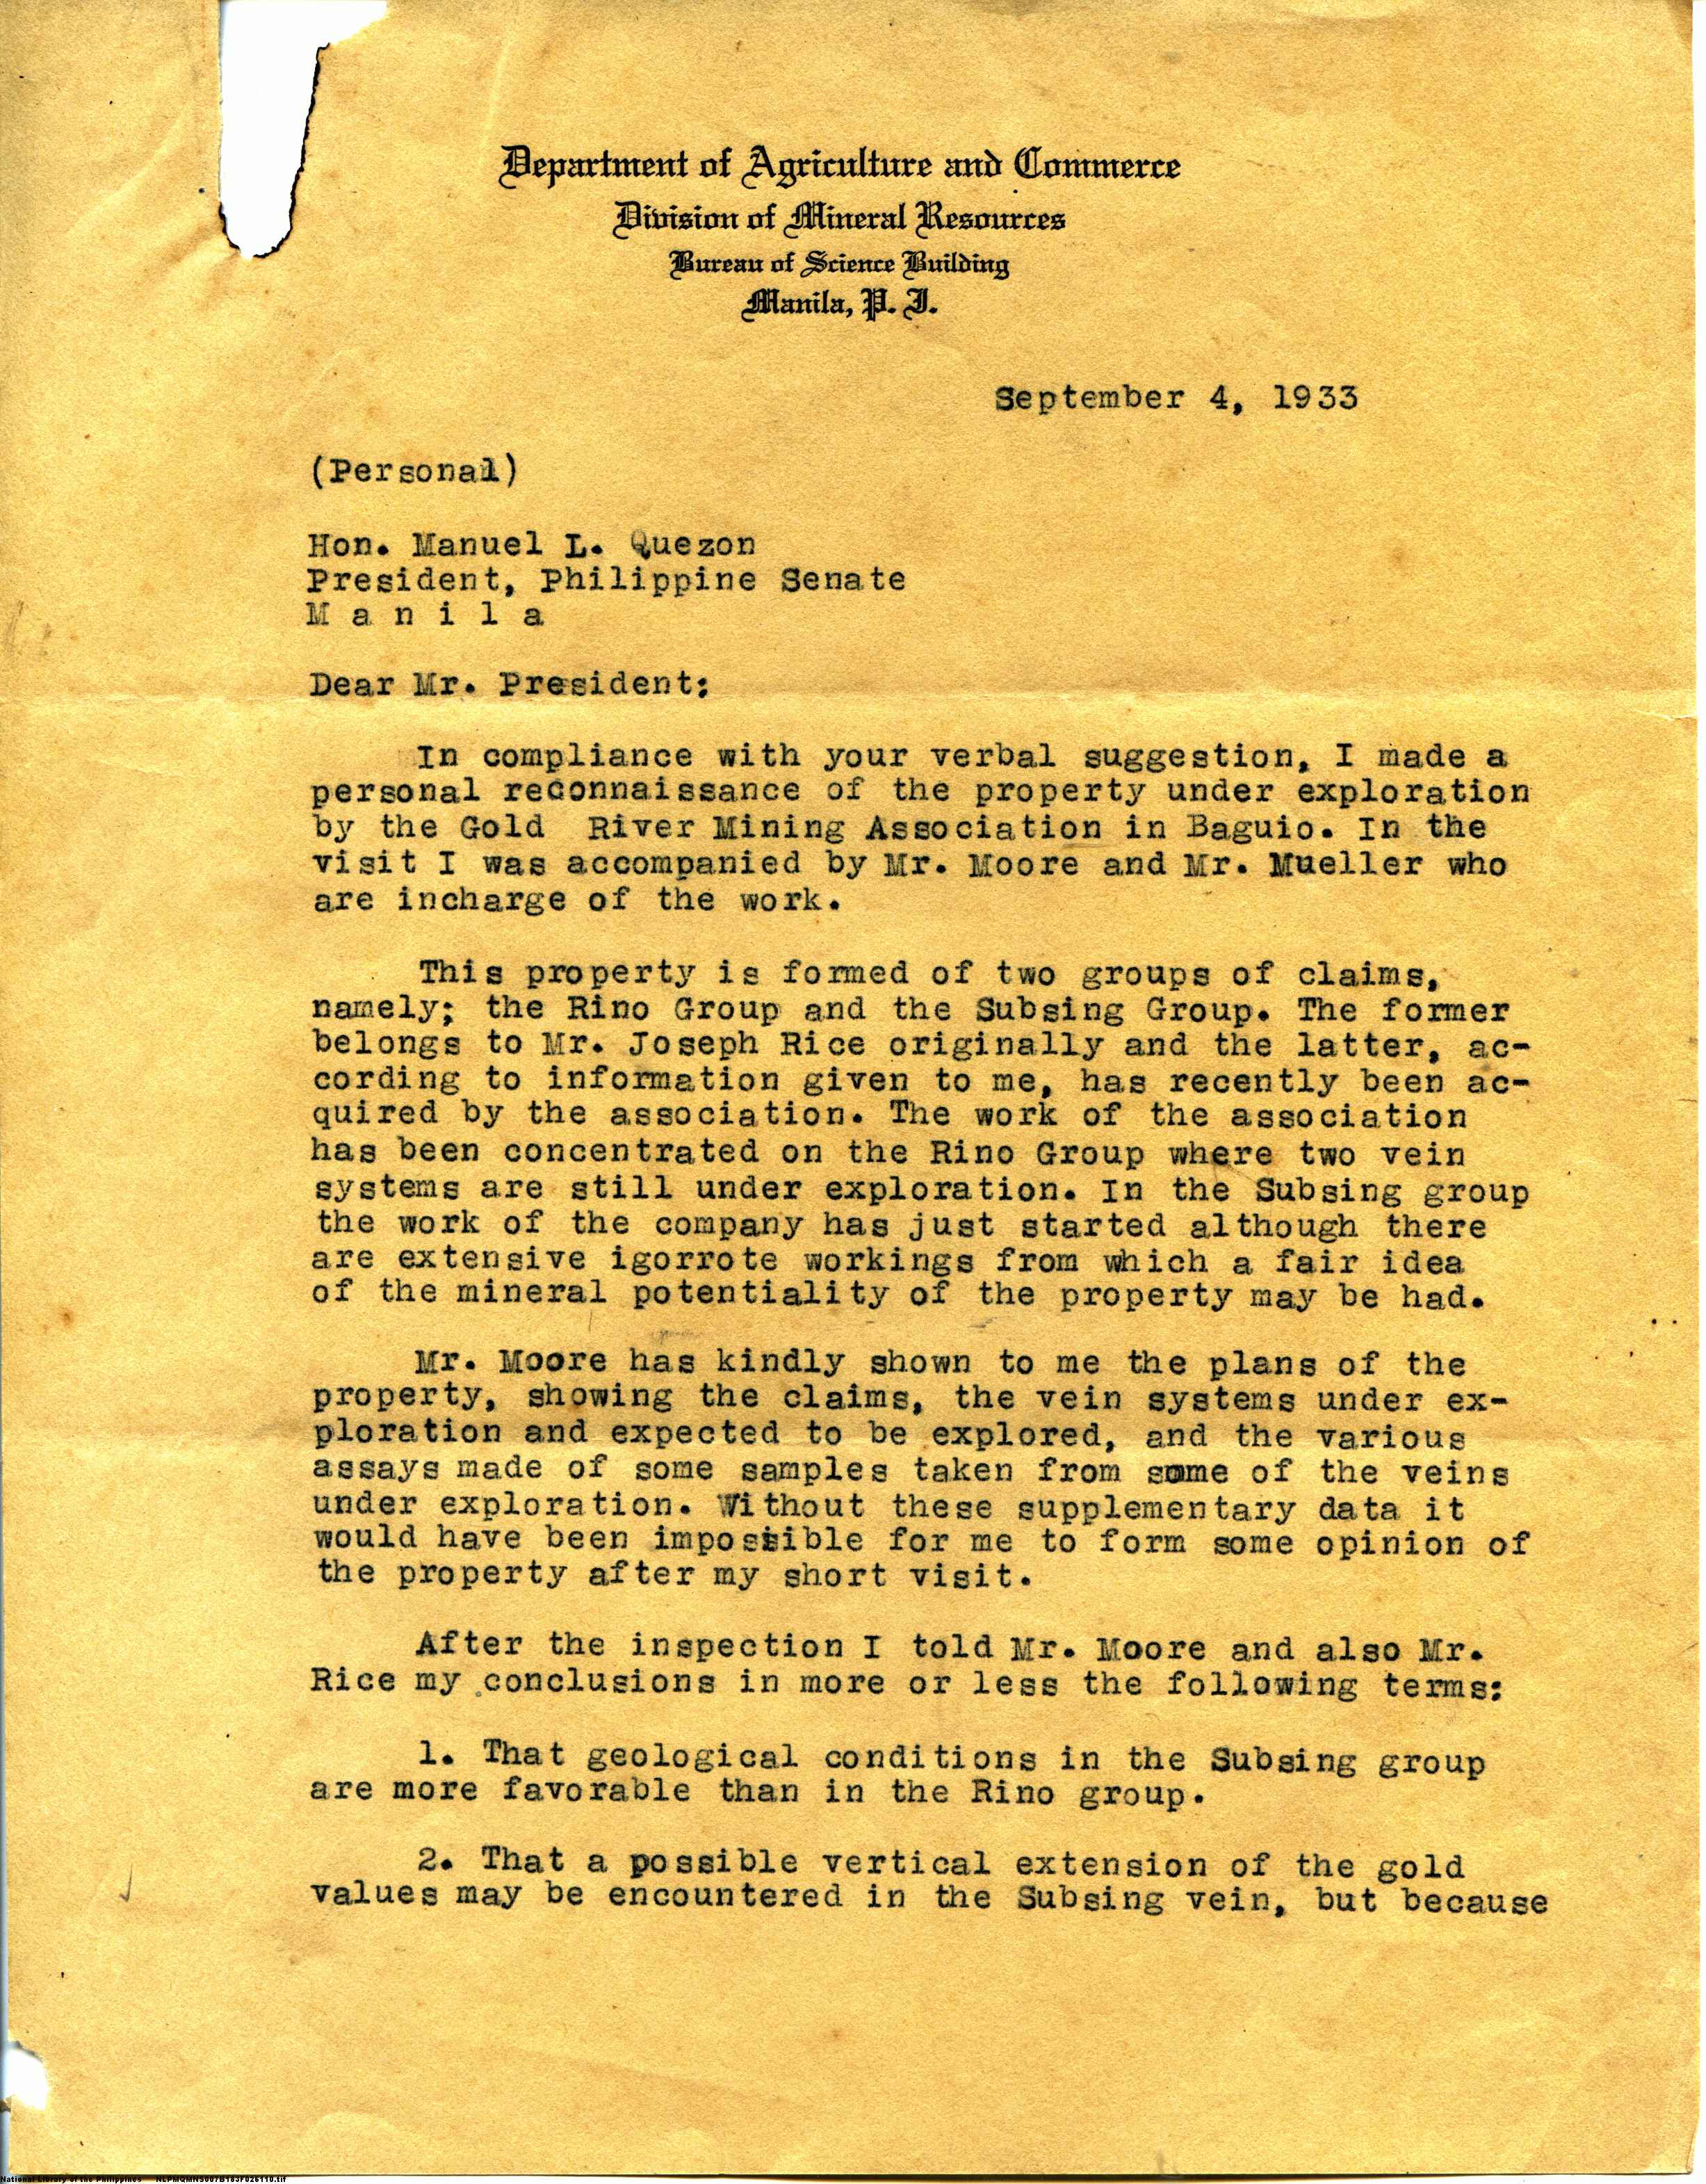 Department of Agriculture and Commerce
Division of Mineral Resources
Bureau of Science Building
Manila, P. I.
September 4, 1933
(Personal)
Hon. Manuel L. Quezon
President, Philippine Senate
M a n i l a
Dear Mr. President:
In compliance with your verbal suggestion, I made a
personal reconnaissance of the property under exploration
by the Gold River Mining Association in Baguio. In the
visit I was accompanied by Mr. Moore and Mr. Mueller who
are incharge of the work.
This property is formed of two groups of claims,
namely; the Rino Group and the Subsing Group. The former
belongs to Mr. Joseph Rice originally and the latter, ac-
cording to information given to me, has recently been ac-
quired by the association. The work of the association
has been concentrated on the Rino Group where two vein
systems are still under exploration. In the Subsing group
the work of the company has just started although there
are extensive igorrote workings from which a fair idea
of the mineral potentiality of the property may be had.
Mr. Moore has kindly shown to me the plans of the
property, showing the claims, the vein systems under ex-
ploration and expected to be explored, and the various
assays made of some samples taken from some of the veins
under exploration. Without these supplementary data it
would have been impossible for me to form some opinion of
the property after my short visit.
After the inspection I told Mr. Moore and also Mr.
Rice my conclusions in more or less the following terms:
1. That geological conditions in the Subsing group
are more favorable than in the Rino group.
2. That a possible vertical extension of the gold
values may be encountered in the Subsing vein, but because
National Library of the Philippines